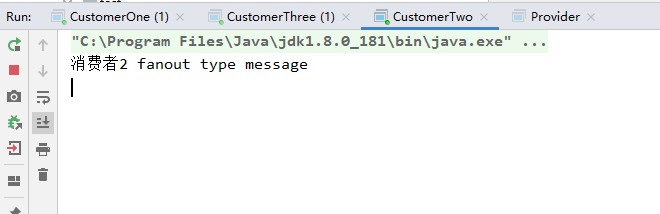 Run: CustomerOne (1) × CustomerThree (1) × CustomerTwo × Provider ×
"C:\Program Files\Java\jdk1.8.0_181\bin\java.exe" ...
消费者2 fanout type message